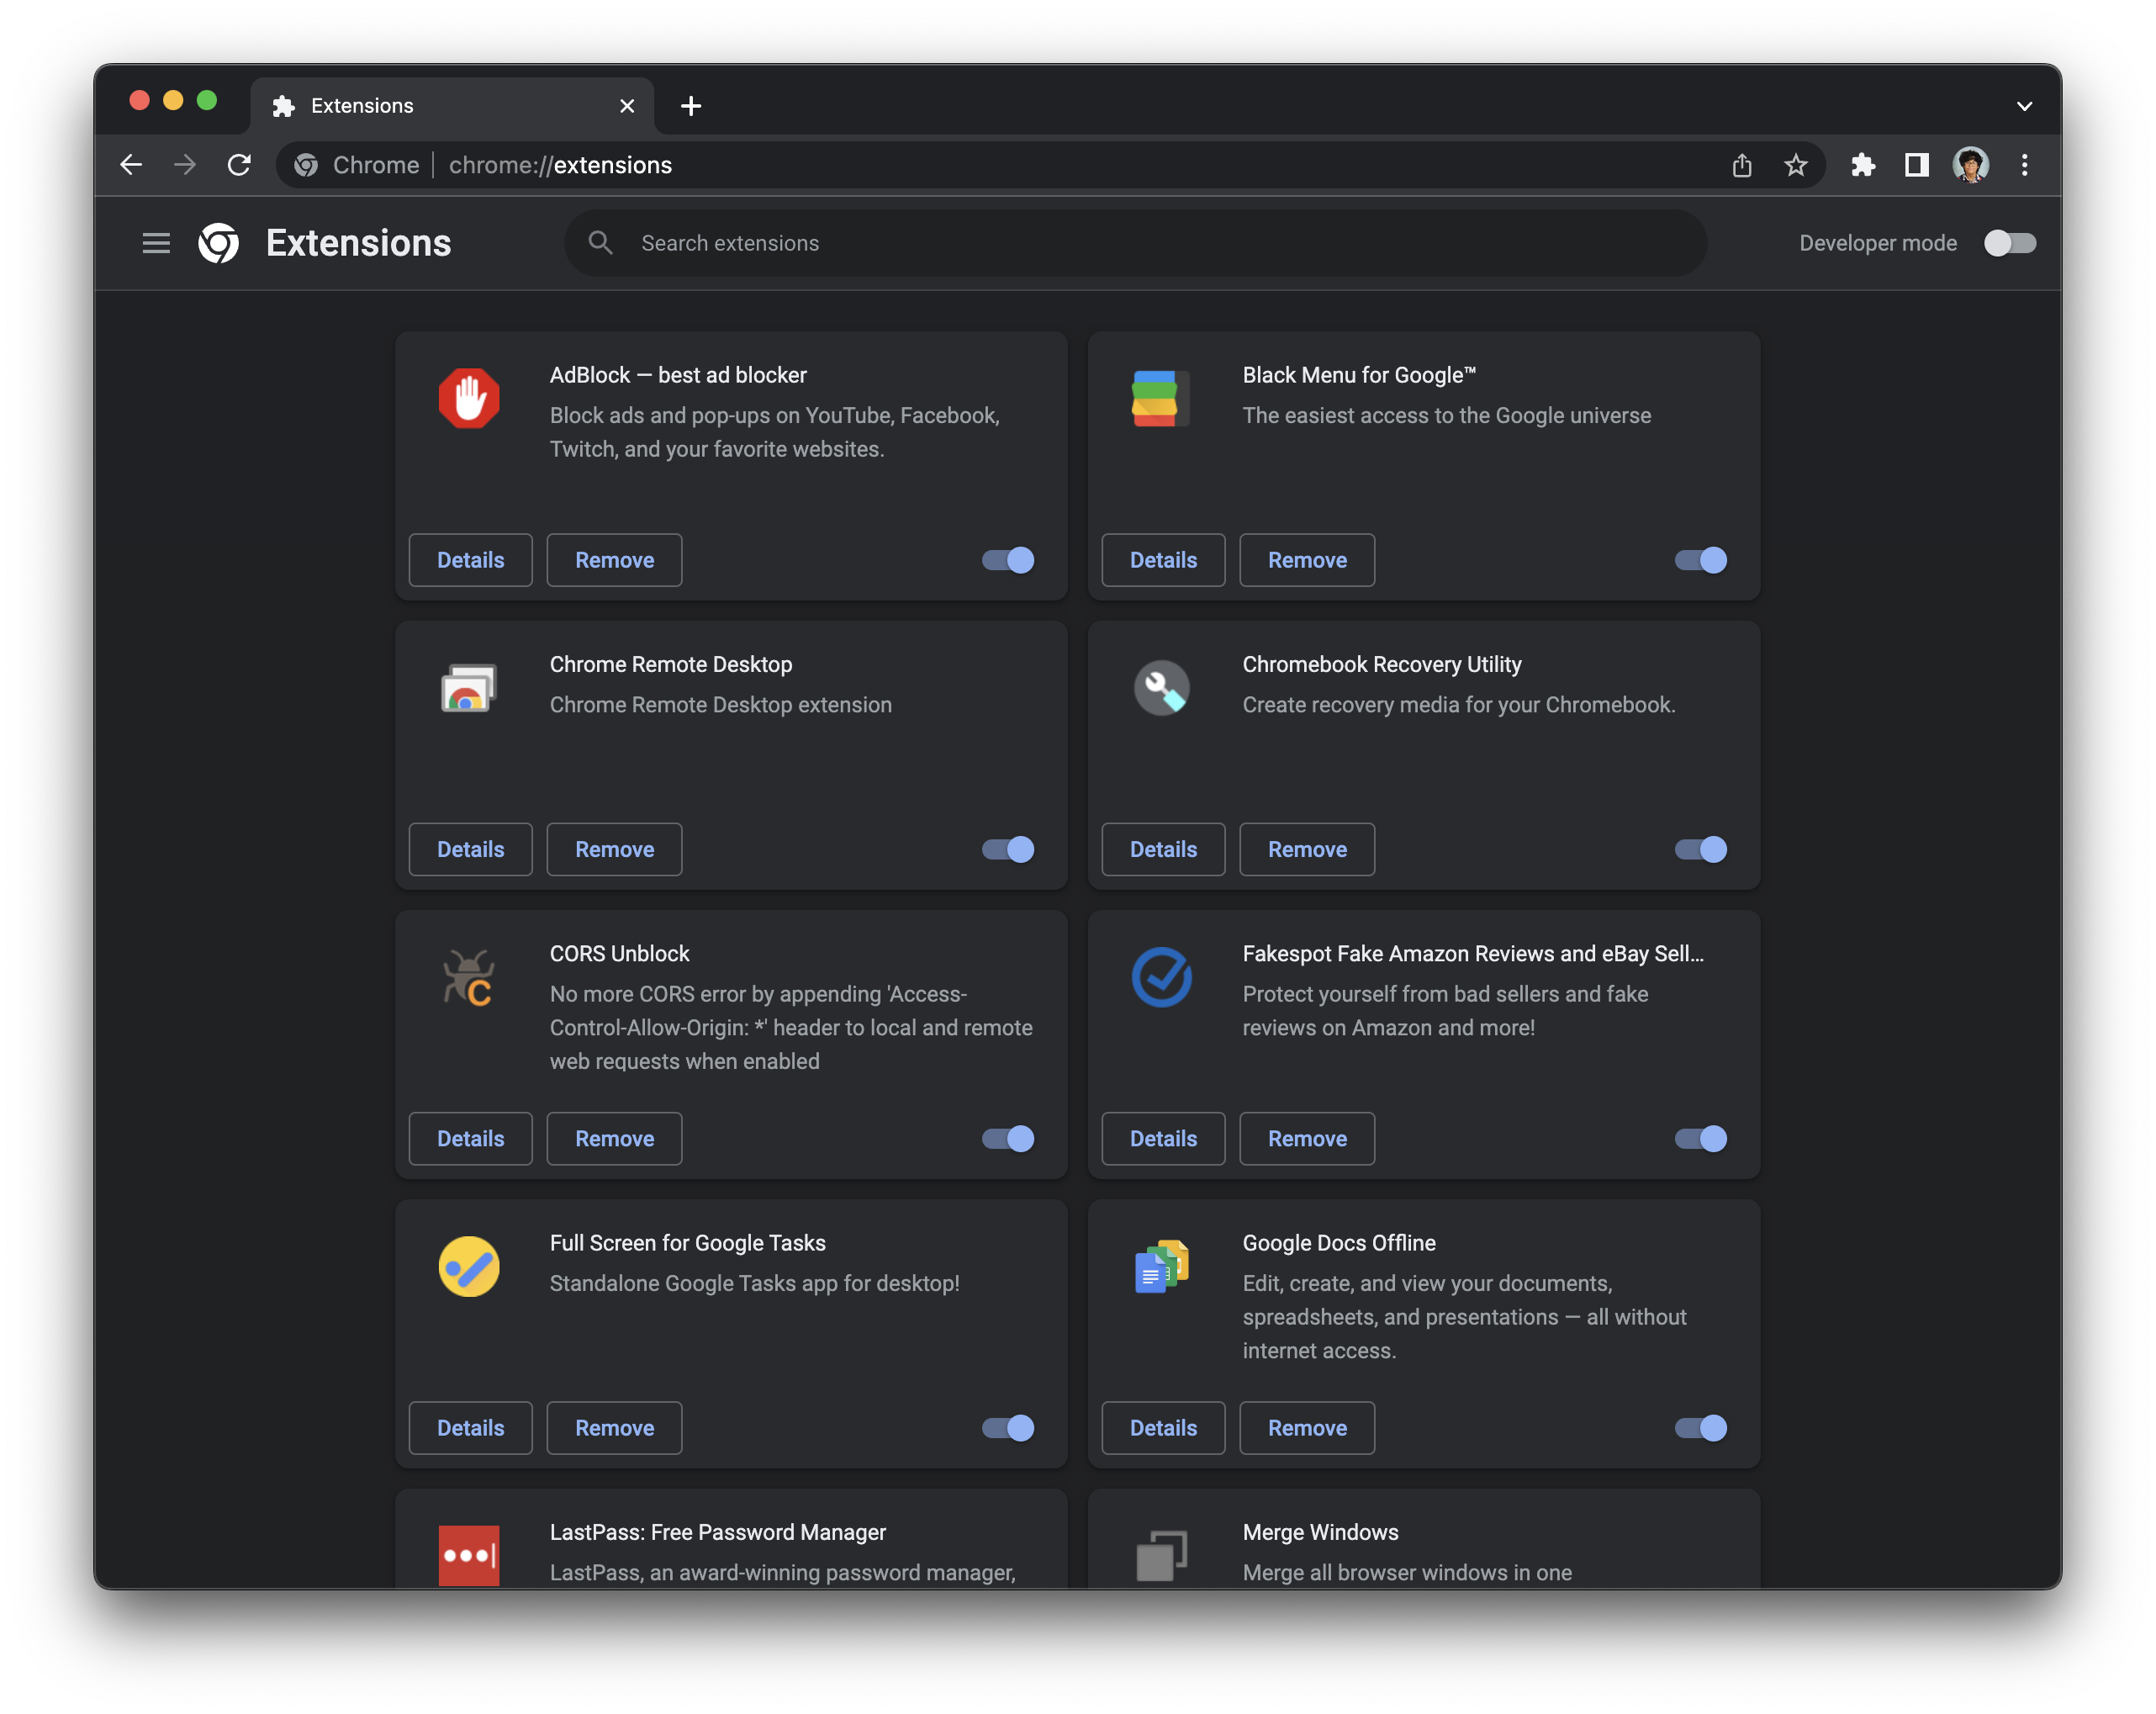 Extensions
Chrome | chrome://extensions
Extensions
Search extensions
Developer mode
AdBlock — best ad blocker
Block ads and pop-ups on YouTube, Facebook,
Twitch, and your favorite websites.
Details
Remove
Black Menu for Google™
The easiest access to the Google universe
Details
Remove
Chrome Remote Desktop
Chrome Remote Desktop extension
Details
Remove
Chromebook Recovery Utility
Create recovery media for your Chromebook.
Details
Remove
CORS Unblock
No more CORS error by appending 'Access-
Control-Allow-Origin: *' header to local and remote
web requests when enabled
Details
Remove
Fakespot Fake Amazon Reviews and eBay Sell...
Protect yourself from bad sellers and fake
reviews on Amazon and more!
Details
Remove
Full Screen for Google Tasks
Standalone Google Tasks app for desktop!
Details
Remove
Google Docs Offline
Edit, create, and view your documents,
spreadsheets, and presentations — all without
internet access.
Details
Remove
LastPass: Free Password Manager
LastPass, an award-winning password manager,
Merge Windows
Merge all browser windows in one